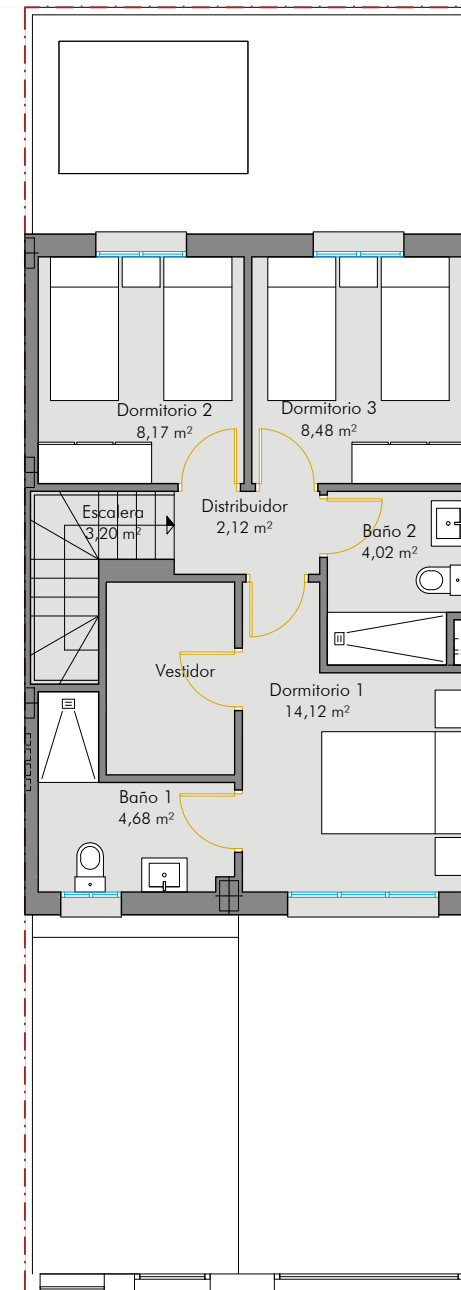 Dormitorio 2
8,17 m²
Dormitorio 3
8,48 m²
Escalera
3,20 m²
Distribuidor
2,12 m²
Baño 2
4,02 m²
Vestidor
Dormitorio 1
14,12 m²
Baño 1
4,68 m²